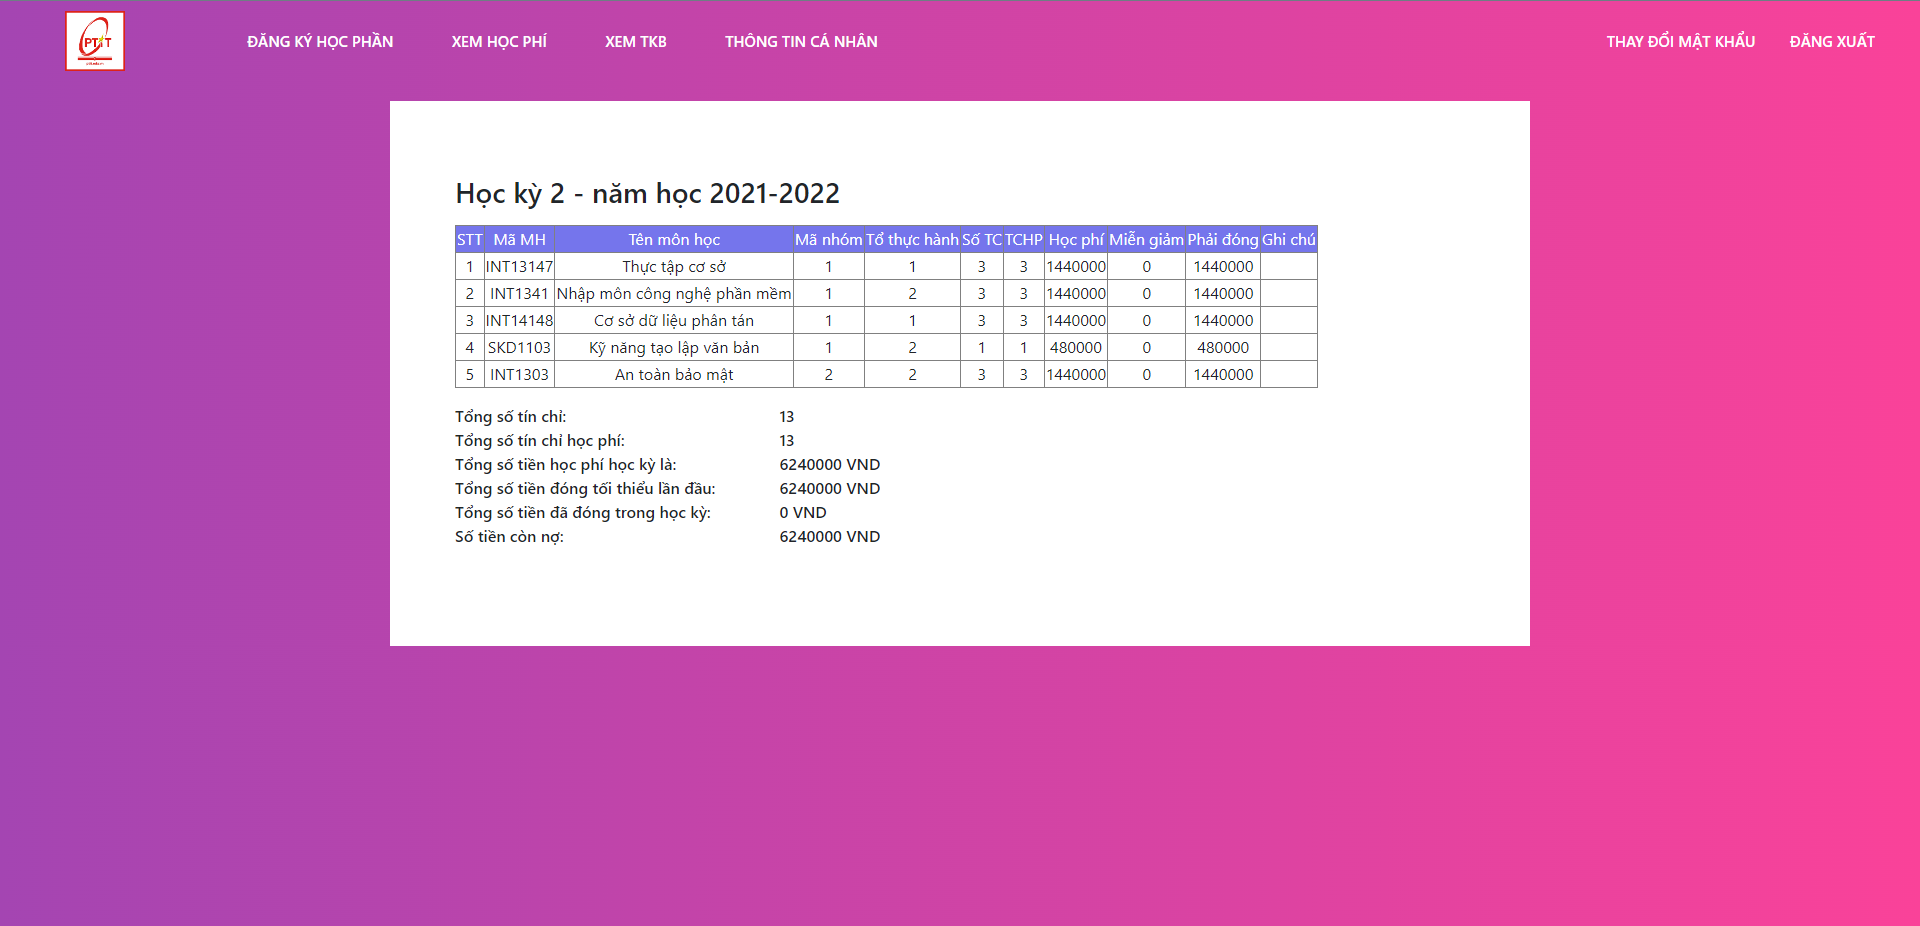 PTIT
ĐĂNG KÝ HỌC PHẦN XEM HỌC PHÍ XEM TKB THÔNG TIN CÁ NHÂN THAY ĐỔI MẬT KHẨU ĐĂNG XUẤT
Học kỳ 2 - năm học 2021-2022
STT Mã MH Tên môn học Mã nhóm Tổ thực hành Số TC TCHP Học phí Miễn giảm Phải đóng Ghi chú
1 INT13147 Thực tập cơ sở 1 1 3 3 1440000 0 1440000
2 INT1341 Nhập môn công nghệ phần mềm 1 2 3 3 1440000 0 1440000
3 INT14148 Cơ sở dữ liệu phân tán 1 1 3 3 1440000 0 1440000
4 SKD1103 Kỹ năng tạo lập văn bản 1 2 1 1 480000 0 480000
5 INT1303 An toàn bảo mật 2 2 3 3 1440000 0 1440000
Tổng số tín chỉ: 13
Tổng số tín chỉ học phí: 13
Tổng số tiền học phí học kỳ là: 6240000 VND
Tổng số tiền đóng tối thiểu lần đầu: 6240000 VND
Tổng số tiền đã đóng trong học kỳ: 0 VND
Số tiền còn nợ: 6240000 VND